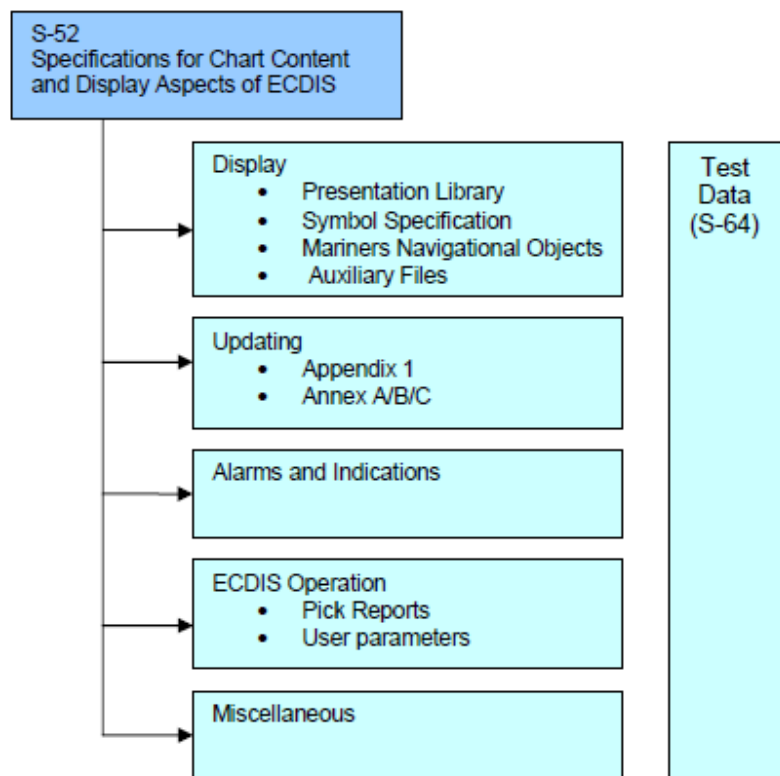 S-52
Specifications for Chart Content
and Display Aspects of ECDIS
Display
• Presentation Library
• Symbol Specification
• Mariners Navigational Objects
• Auxiliary Files
Test
Data
(S-64)
Updating
• Appendix 1
• Annex A/B/C
Alarms and Indications
ECDIS Operation
• Pick Reports
• User parameters
Miscellaneous